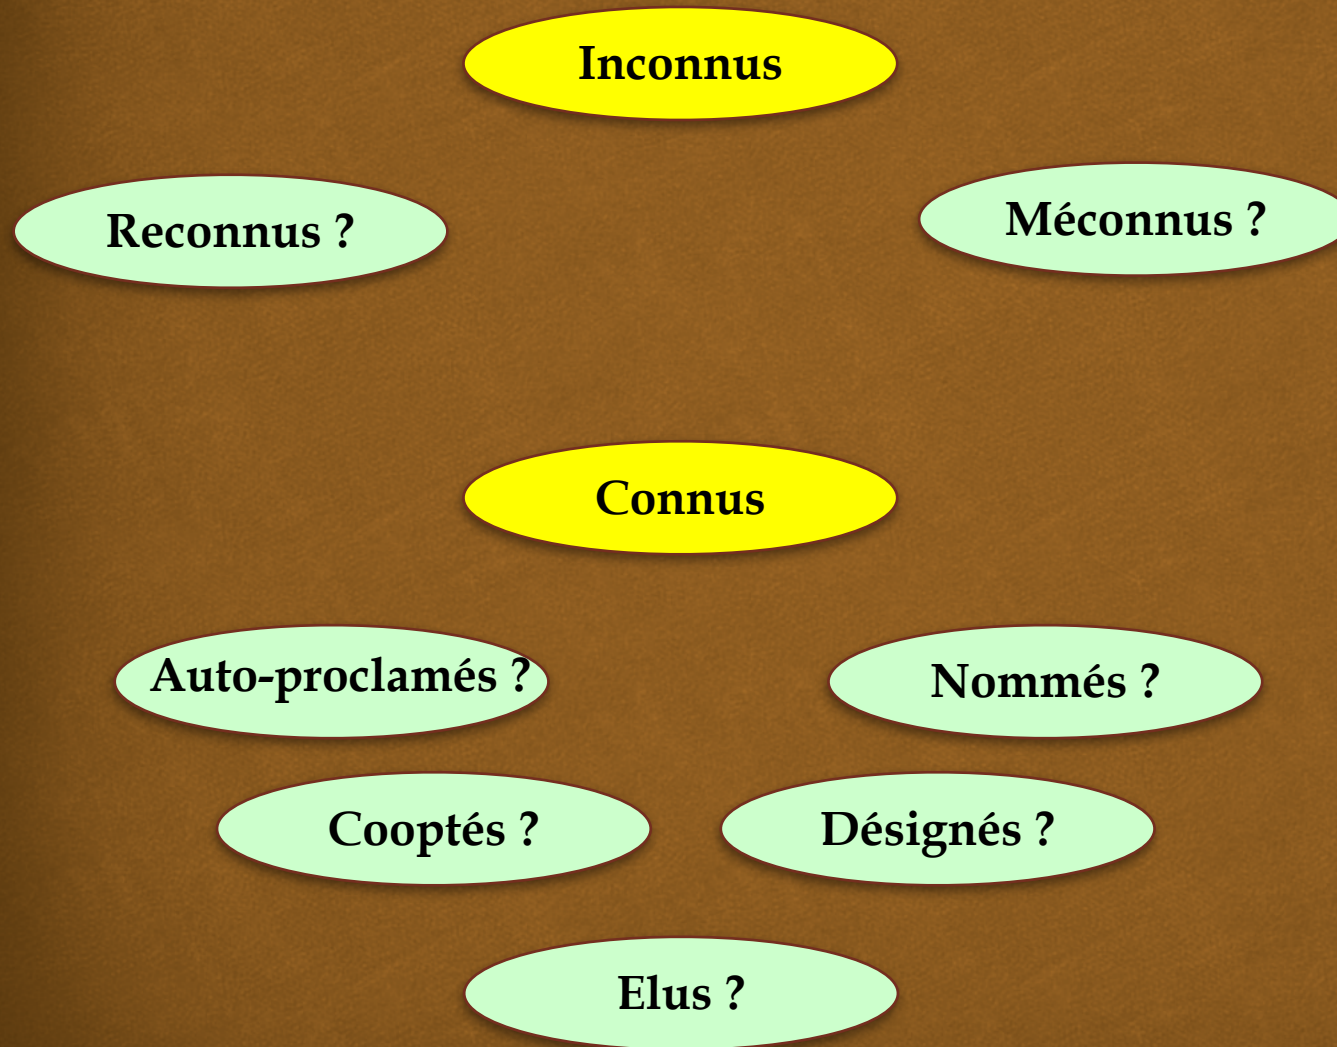 Inconnus
Reconnus ?
Méconnus ?
Connus
Auto-proclamés ?
Nommés ?
Cooptés ?
Désignés ?
Elus ?